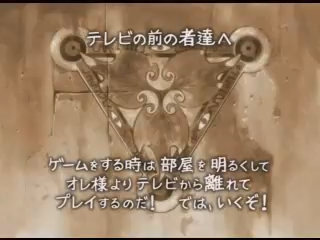 テレビの前の者達へ
ゲームをする時は部屋を明るくして
オレ様よりテレビから離れて
プレイするのだ！　では、いくぞ！